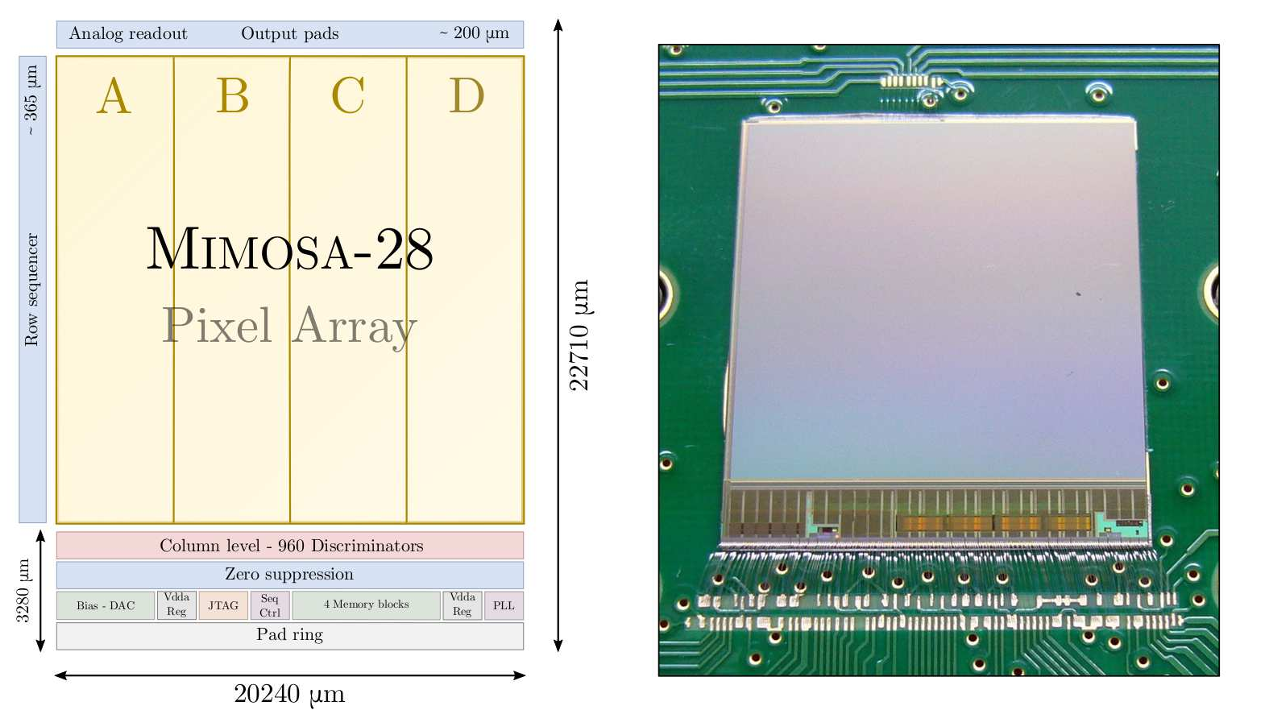 Analog readout Output pads ~ 200 µm
~ 365 µm
Row sequencer
A B C D
MIMOSA-28
Pixel Array
22710 µm
3280 µm
Column level - 960 Discriminators
Zero suppression
Bias - DAC
Vdda
Reg
JTAG
Seq
Ctrl
4 Memory blocks
Vdda
Reg
PLL
Pad ring
20240 µm